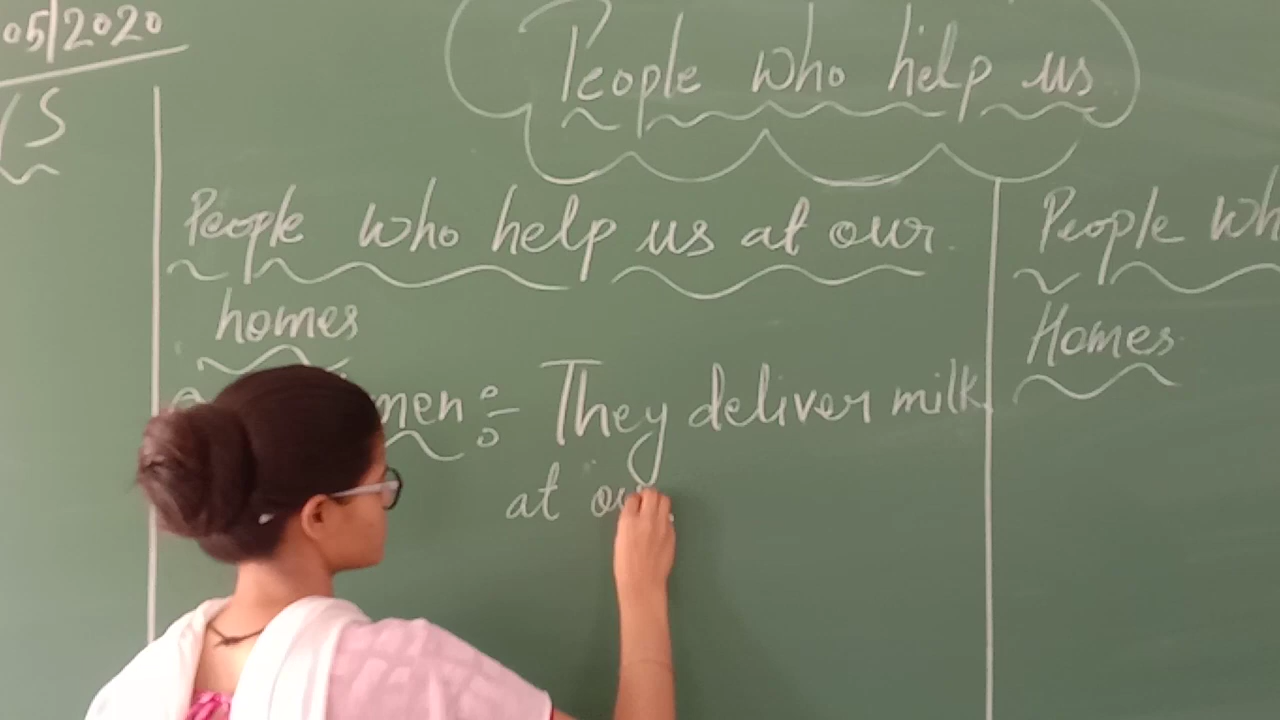 05/2020
S
People who help us
People who help us at our
homes
men :- They deliver milk
at ou
People wh
Homes